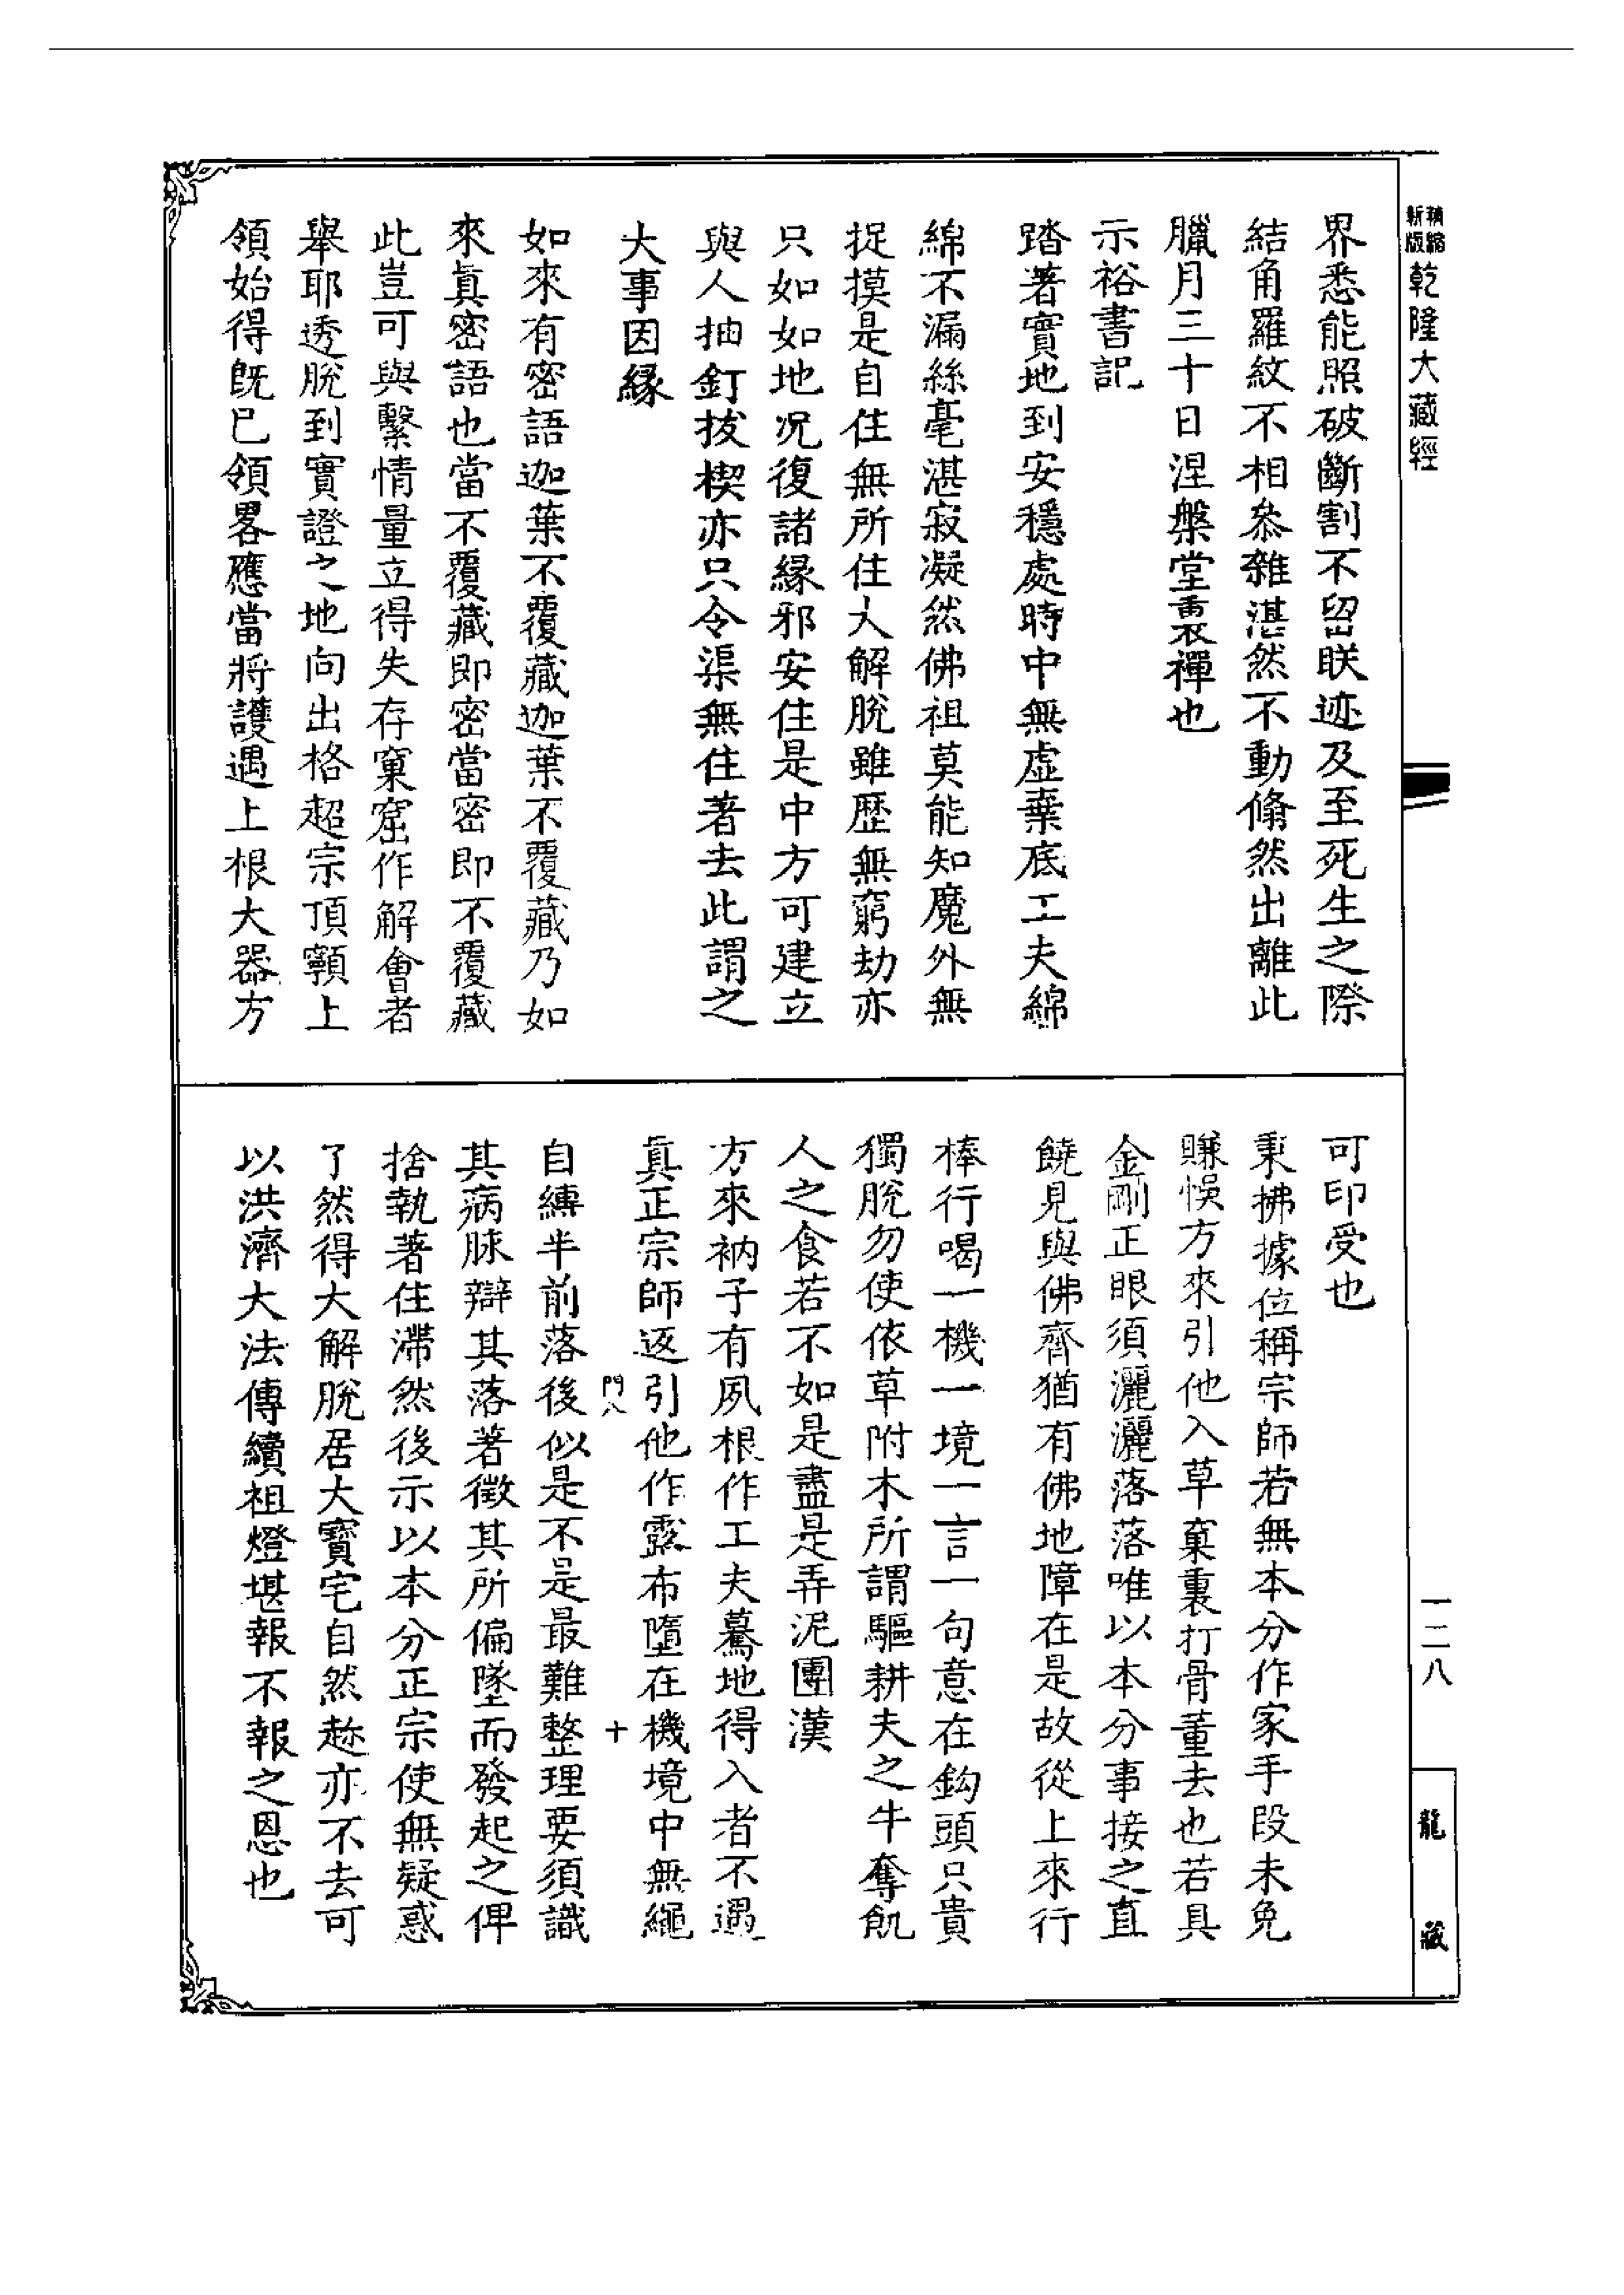 新版 精縮 乾隆大藏經
界悉能照破斷割不留眹迹及至死生之際
結角羅紋不相叅雜湛然不動翛然出離此
臘月三十日涅槃堂裏禪也
示裕書記
踏著實地到安穩處時中無虛棄底工夫綿
綿不漏絲毫湛寂凝然佛祖莫能知魔外無
捉摸是自住無所住大解脫雖歷無窮劫亦
只如如地況復諸緣邪安住是中方可建立
與人抽釘拔楔亦只令渠無住著去此謂之
大事因緣
如來有密語迦葉不覆藏迦葉不覆藏乃如
來眞密語也當不覆藏即密當密即不覆藏
此豈可與繫情量立得失存窠窟作解會者
舉耶透脫到實證之地向出格超宗頂𩕳上
領始得旣已領畧應當將護遇上根大器方
可印受也
秉拂據位稱宗師若無本分作家手段未免
賺悞方來引他入草窠裏打骨董去也若具
金剛正眼須灑灑落落唯以本分事接之直
饒見與佛齊猶有佛地障在是故從上來行
棒行喝一機一境一言一句意在鈎頭只貴
獨脫勿使依草附木所謂驅耕夫之牛奪飢
人之食若不如是盡是弄泥團漢
方來衲子有夙根作工夫驀地得入者不遇
眞正宗師返引他作露布墮在機境中無繩
門八 十
自縛半前落後似是不是最難整理要須識
其病脉辯其落著徵其所偏墜而發起之俾
捨執著住滯然後示以本分正宗使無疑惑
了然得大解脫居大寶宅自然趂亦不去可
以洪濟大法傳續祖燈堪報不報之恩也
一二八
龍藏